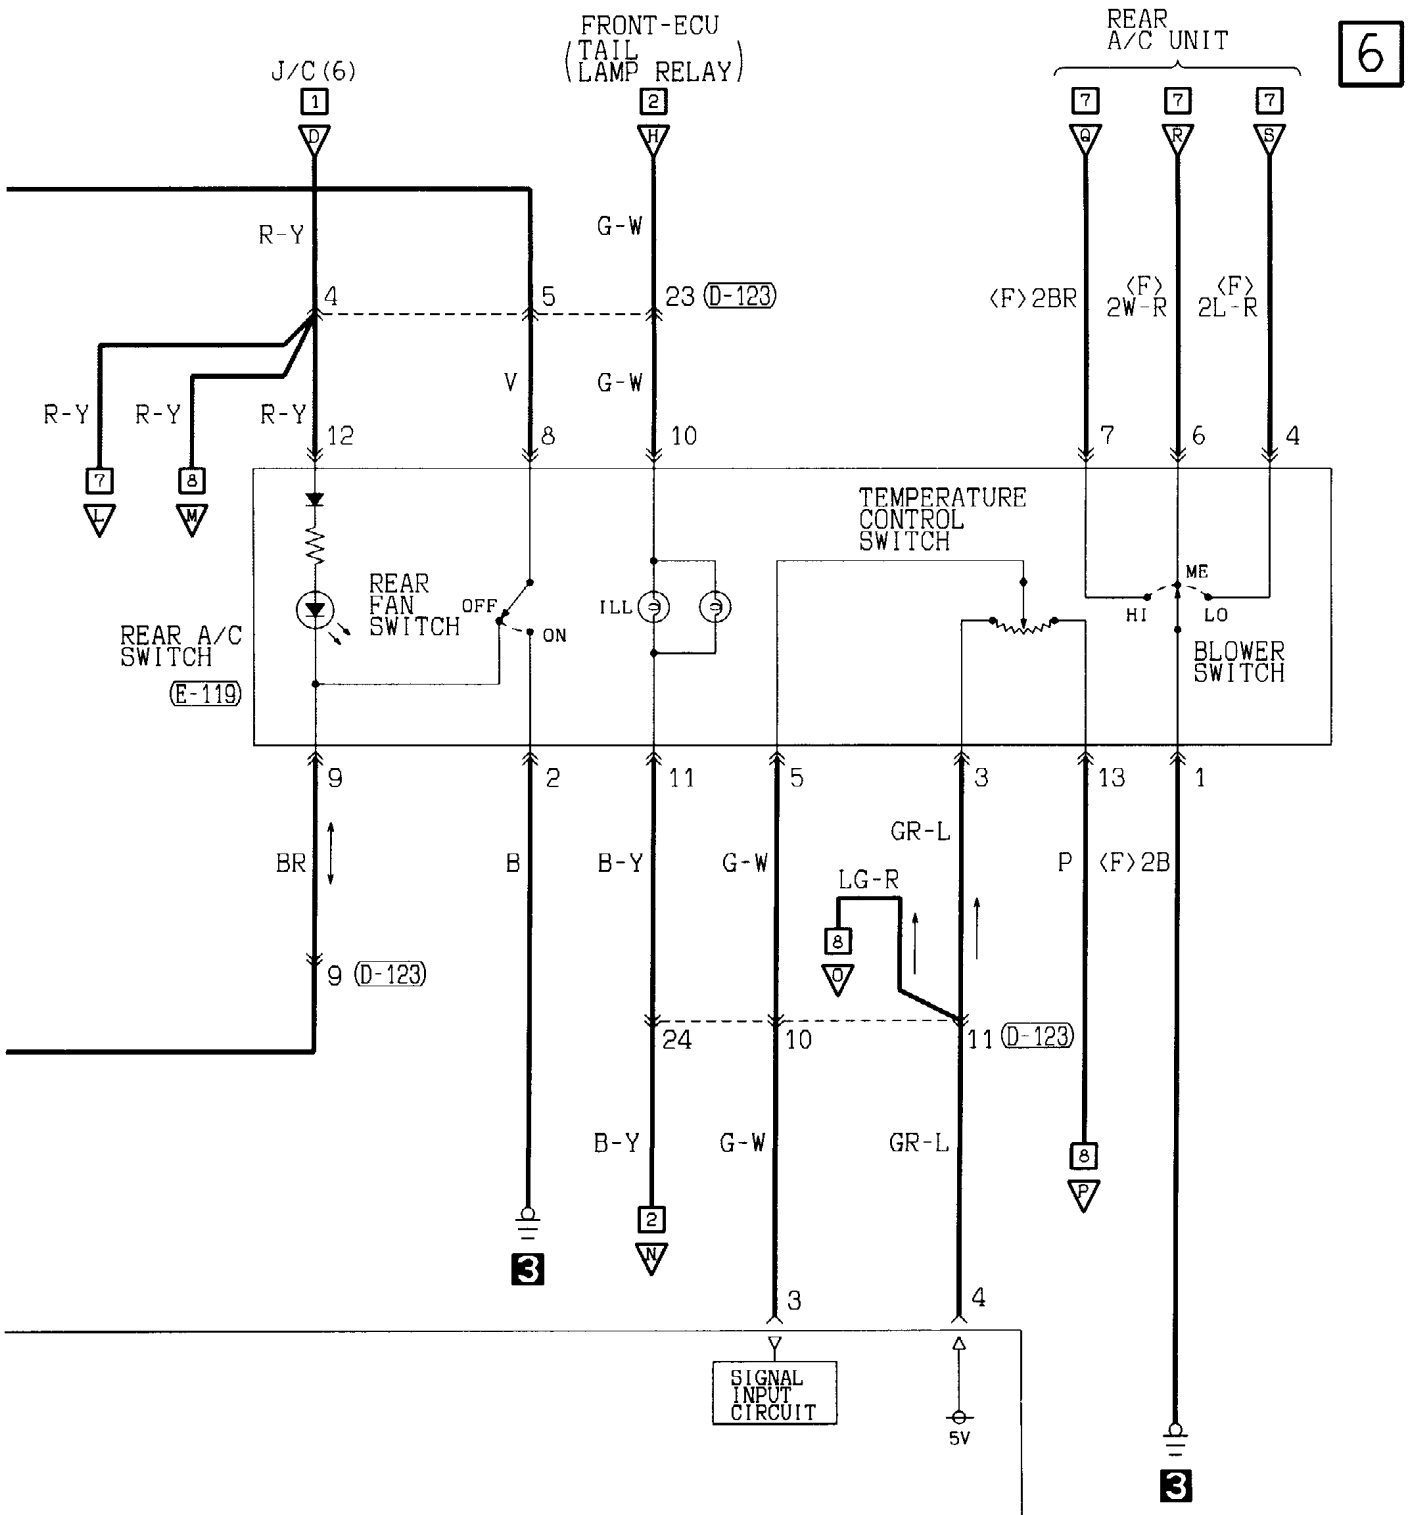 FRONT-ECU
(TAIL
LAMP RELAY)
REAR
A/C UNIT
6
J/C(6)
1
2
7
7
7
D
H
Q
R
S
R-Y
G-W
<F>2BR
<F>
2W-R
<F>
2L-R
4
5
23 (D-123)
V
G-W
R-Y
R-Y
R-Y
12
8
10
7
6
4
7
8
L
M
TEMPERATURE
CONTROL
SWITCH
REAR
FAN
SWITCH
OFF
ON
ILL
ME
HI
LO
REAR A/C
SWITCH
(E-119)
BLOWER
SWITCH
9
2
11
5
3
13
1
GR-L
BR
B
B-Y
G-W
P
<F>2B
LG-R
8
O
9 (D-123)
24
10
11 (D-123)
B-Y
G-W
GR-L
8
P
2
N
3
3
4
SIGNAL
INPUT
CIRCUIT
5V
3